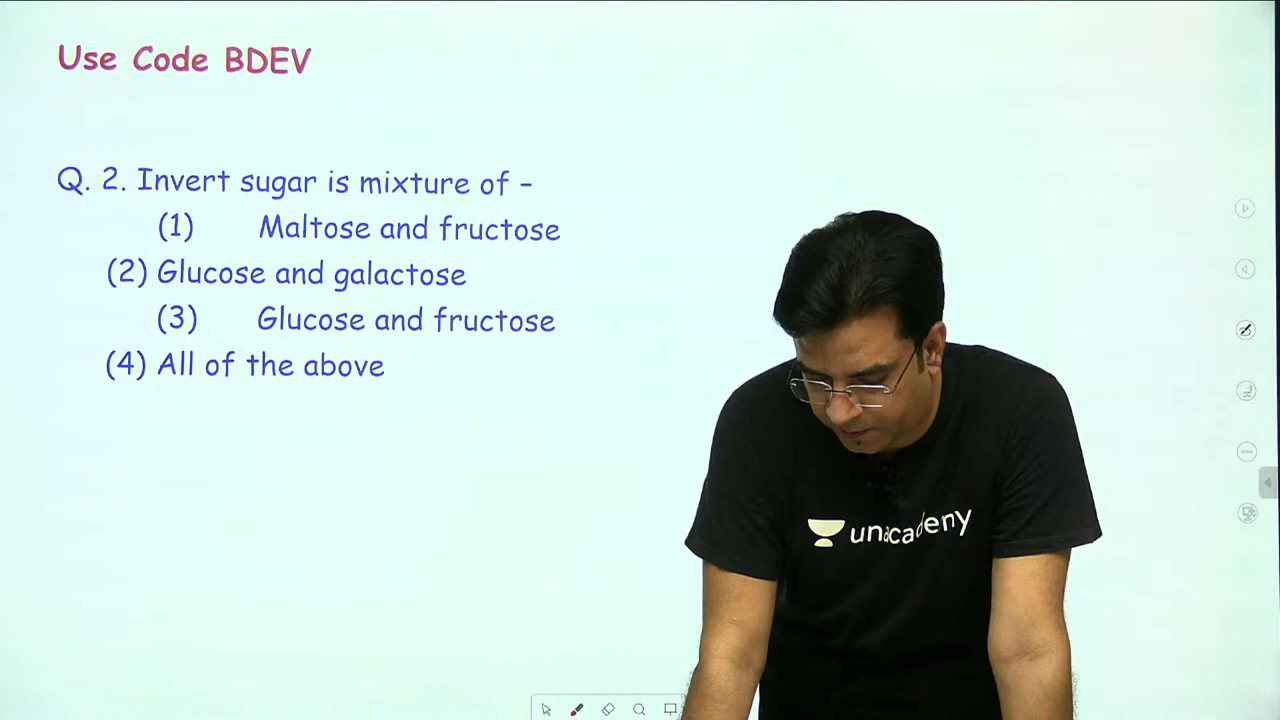 Use Code BDEV
Q. 2. Invert sugar is mixture of –
(1) Maltose and fructose
(2) Glucose and galactose
(3) Glucose and fructose
(4) All of the above
unacademy